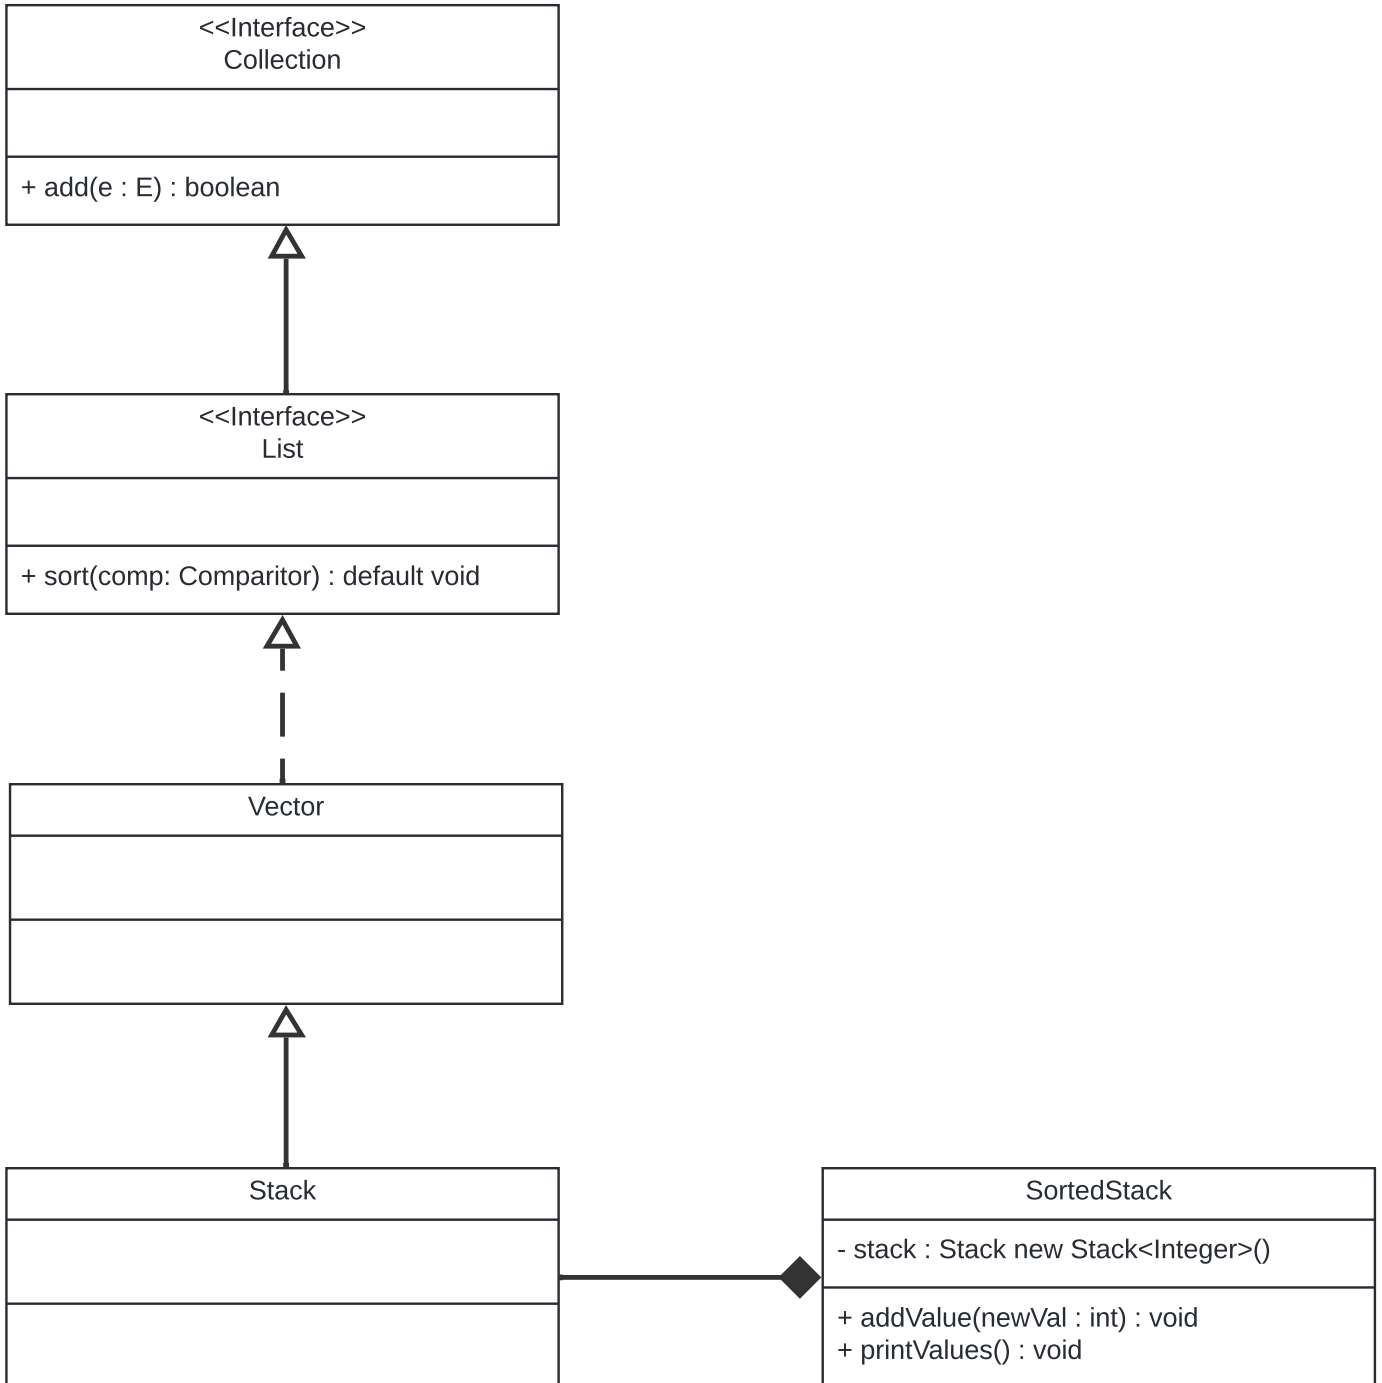 <<Interface>>
Collection
+ add(e : E) : boolean
<<Interface>>
List
+ sort(comp: Comparitor) : default void
Vector
Stack
SortedStack
- stack : Stack new Stack<Integer>()
+ addValue(newVal : int) : void
+ printValues() : void